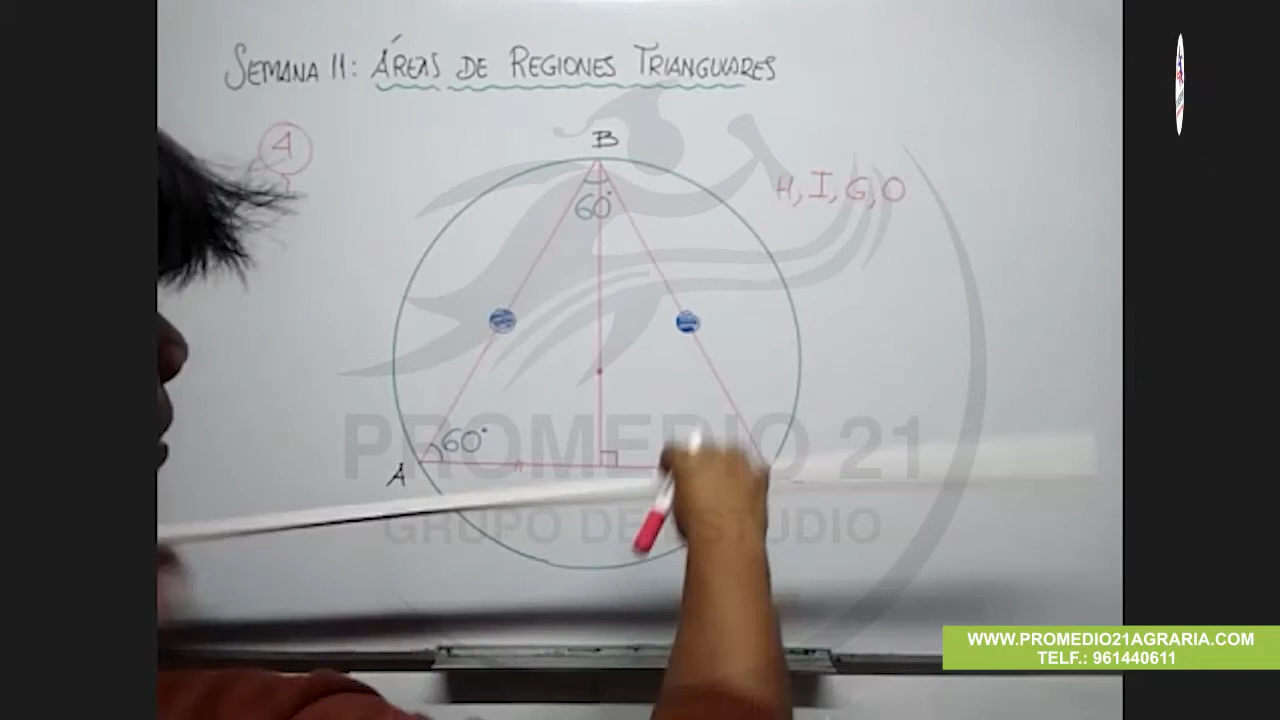 SEMANA 11: ÁREAS DE REGIONES TRIANGULARES
4
B
H, I, G, O
60°
60°
A
PROMEDIO 21
GRUPO DE ESTUDIO
WWW.PROMEDIO21AGRARIA.COM
TELF.: 961440611